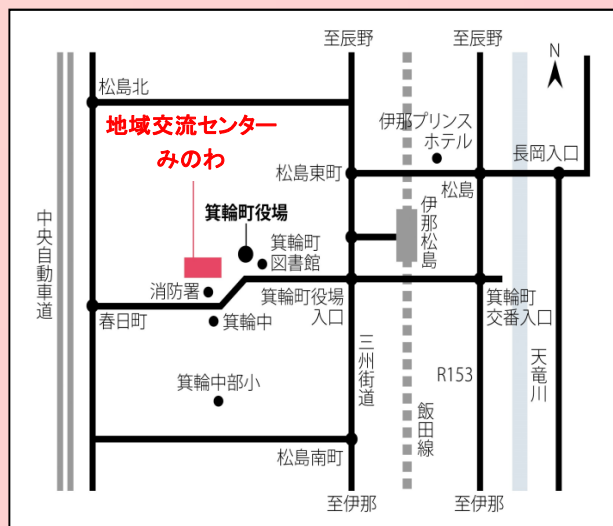 至辰野
至辰野
N
松島北
地域交流センター
みのわ
伊那プリンス
ホテル
長岡入口
松島東町
松島
箕輪町役場
伊那松島
中央自動車道
箕輪町
図書館
消防署
箕輪町役場
入口
箕輪町
交番入口
春日町
箕輪中
三州街道
R153
天竜川
箕輪中部小
飯田線
松島南町
至伊那
至伊那